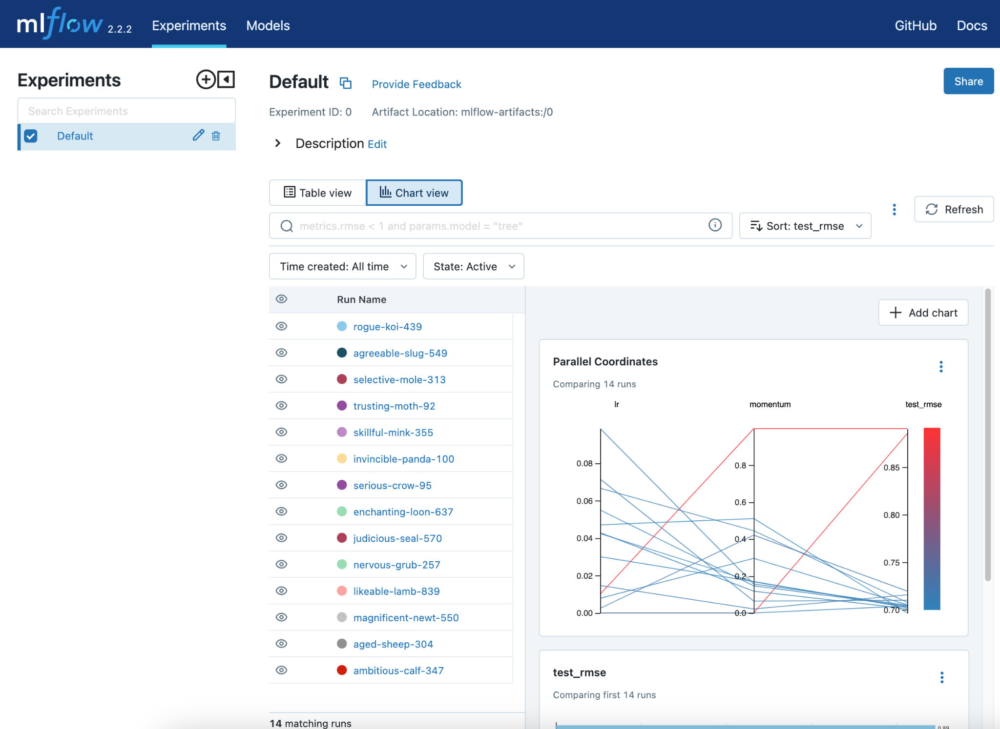 mlflow 2.2.2 Experiments Models GitHub Docs
Experiments
Search Experiments
Default
Default Provide Feedback Share
Experiment ID: 0 Artifact Location: mlflow-artifacts:/0
Description Edit
Table view Chart view
metrics.rmse < 1 and params.model = "tree"
Sort: test_rmse
Refresh
Time created: All time State: Active
Run Name
rogue-koi-439
agreeable-slug-549
selective-mole-313
trusting-moth-92
skillful-mink-355
invincible-panda-100
serious-crow-95
enchanting-loon-637
judicious-seal-570
nervous-grub-257
likeable-lamb-839
magnificent-newt-550
aged-sheep-304
ambitious-calf-347
14 matching runs
Add chart
Parallel Coordinates
Comparing 14 runs
lr momentum test_rmse
0.08
0.06
0.04
0.02
0.00
0.8
0.6
0.4
0.2
0.0
0.85
0.80
0.75
0.70
test_rmse
Comparing first 14 runs
0.89